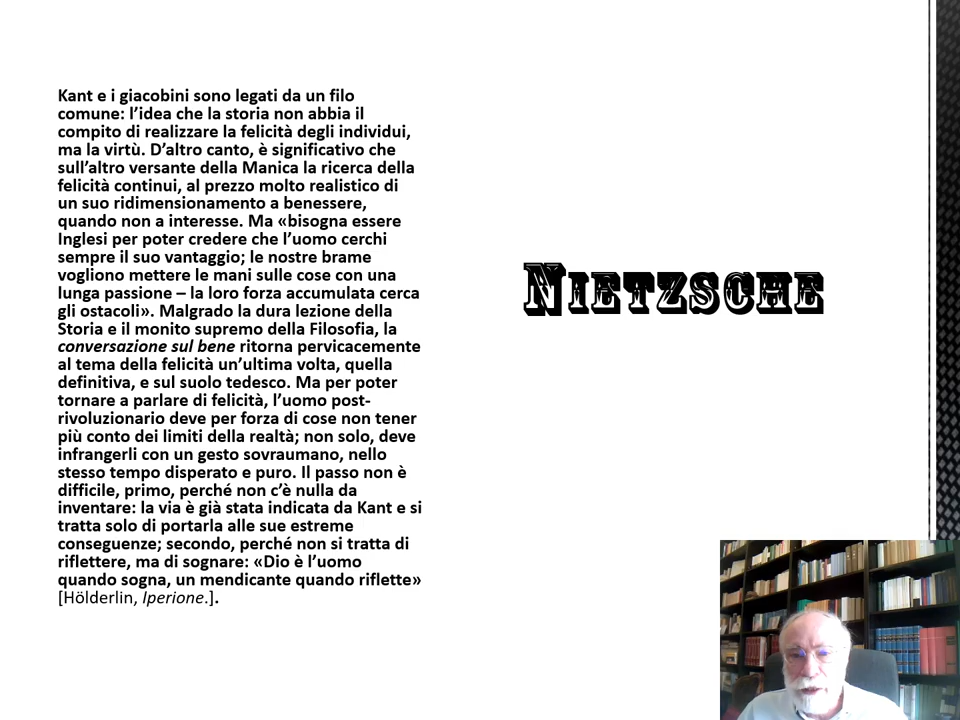 Kant e i giacobini sono legati da un filo
comune: l’idea che la storia non abbia il
compito di realizzare la felicità degli individui,
ma la virtù. D’altro canto, è significativo che
sull’altro versante della Manica la ricerca della
felicità continui, al prezzo molto realistico di
un suo ridimensionamento a benessere,
quando non a interesse. Ma «bisogna essere
Inglesi per poter credere che l’uomo cerchi
sempre il suo vantaggio; le nostre brame
vogliono mettere le mani sulle cose con una
lunga passione – la loro forza accumulata cerca
gli ostacoli». Malgrado la dura lezione della
Storia e il monito supremo della Filosofia, la
conversazione sul bene ritorna pervicacemente
al tema della felicità un’ultima volta, quella
definitiva, e sul suolo tedesco. Ma per poter
tornare a parlare di felicità, l’uomo post-
rivoluzionario deve per forza di cose non tener
più conto dei limiti della realtà; non solo, deve
infrangerli con un gesto sovraumano, nello
stesso tempo disperato e puro. Il passo non è
difficile, primo, perché non c’è nulla da
inventare: la via è già stata indicata da Kant e si
tratta solo di portarla alle sue estreme
conseguenze; secondo, perché non si tratta di
riflettere, ma di sognare: «Dio è l’uomo
quando sogna, un mendicante quando riflette»
[Hölderlin, Iperione.].
Nietzsche